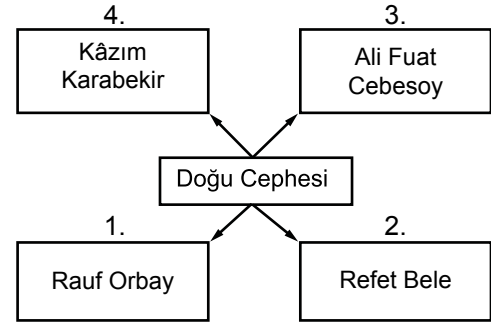 4.
Kâzım
Karabekir
3.
Ali Fuat
Cebesoy
Doğu Cephesi
1.
Rauf Orbay
2.
Refet Bele